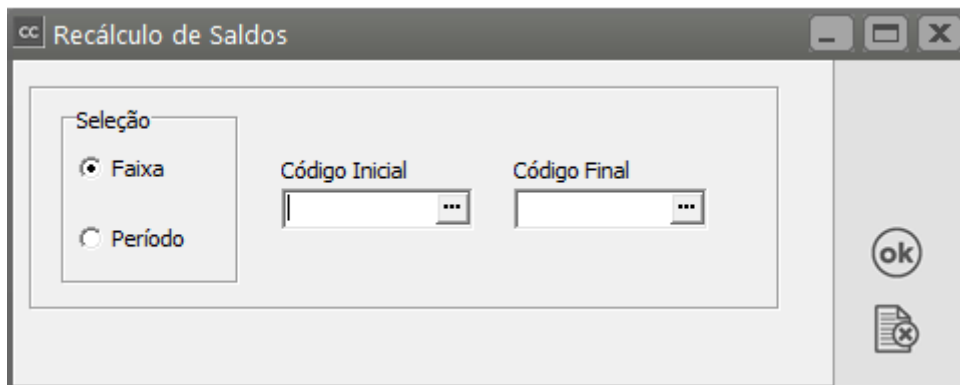 cc Recálculo de Saldos
Seleção
Faixa
Código Inicial
Código Final
...
...
Período
ok